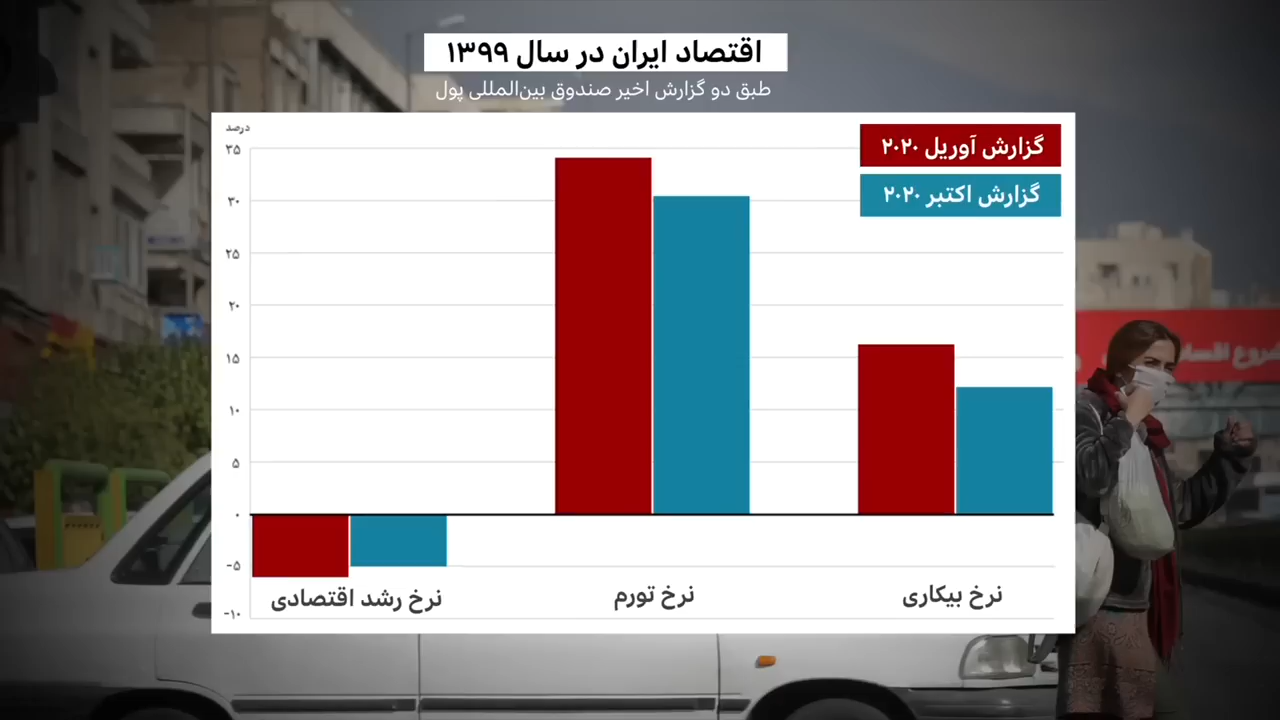 اقتصاد ایران در سال ۱۳۹۹
طبق دو گزارش اخیر صندوق بین‌المللی پول
درصد
گزارش آوریل ۲۰۲۰
گزارش اکتبر ۲۰۲۰
۳۵
۳۰
۲۵
۲۰
۱۵
۱۰
۵
۰
-۵
-۱۰
نرخ رشد اقتصادی
نرخ تورم
نرخ بیکاری